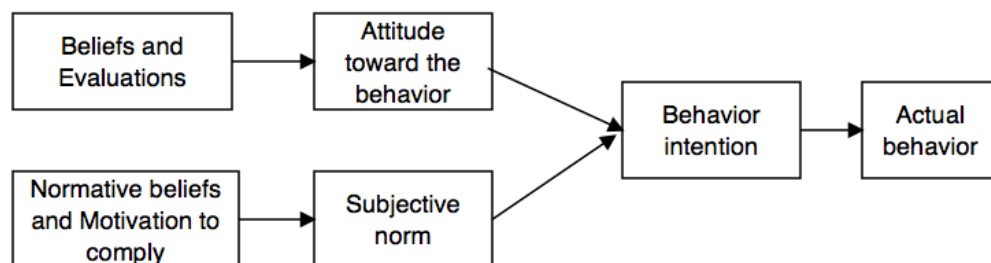 Beliefs and
Evaluations
Attitude
toward the
behavior
Normative beliefs
and Motivation to
comply
Subjective
norm
Behavior
intention
Actual
behavior